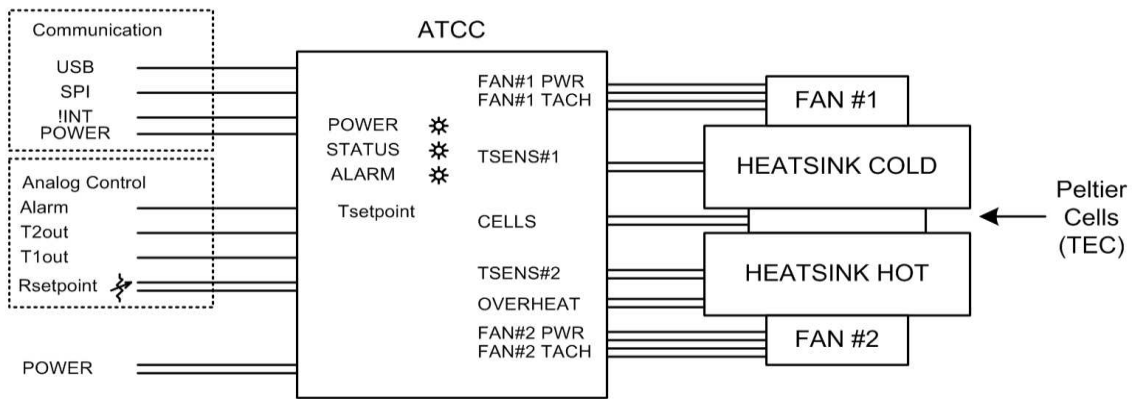 Communication
USB
SPI
!INT
POWER
Analog Control
Alarm
T2out
T1out
Rsetpoint
POWER
ATCC
POWER
STATUS
ALARM
Tsetpoint
FAN#1 PWR
FAN#1 TACH
TSENS#1
CELLS
TSENS#2
OVERHEAT
FAN#2 PWR
FAN#2 TACH
FAN #1
HEATSINK COLD
HEATSINK HOT
FAN #2
Peltier
Cells
(TEC)